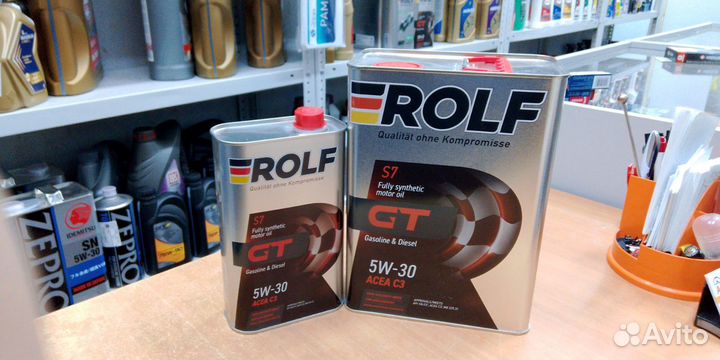 ROLF
Qualität ohne Kompromisse
S7
Fully synthetic
motor oil
GT
Gasoline & Diesel
5W-30
ACEA C3
ROLF
Qualität ohne Kompromisse
S7
Fully synthetic
motor oil
GT
Gasoline & Diesel
5W-30
ACEA C3
ZEPRO
IDEMITSU
SN
5W-30
ZEPRO
Avito